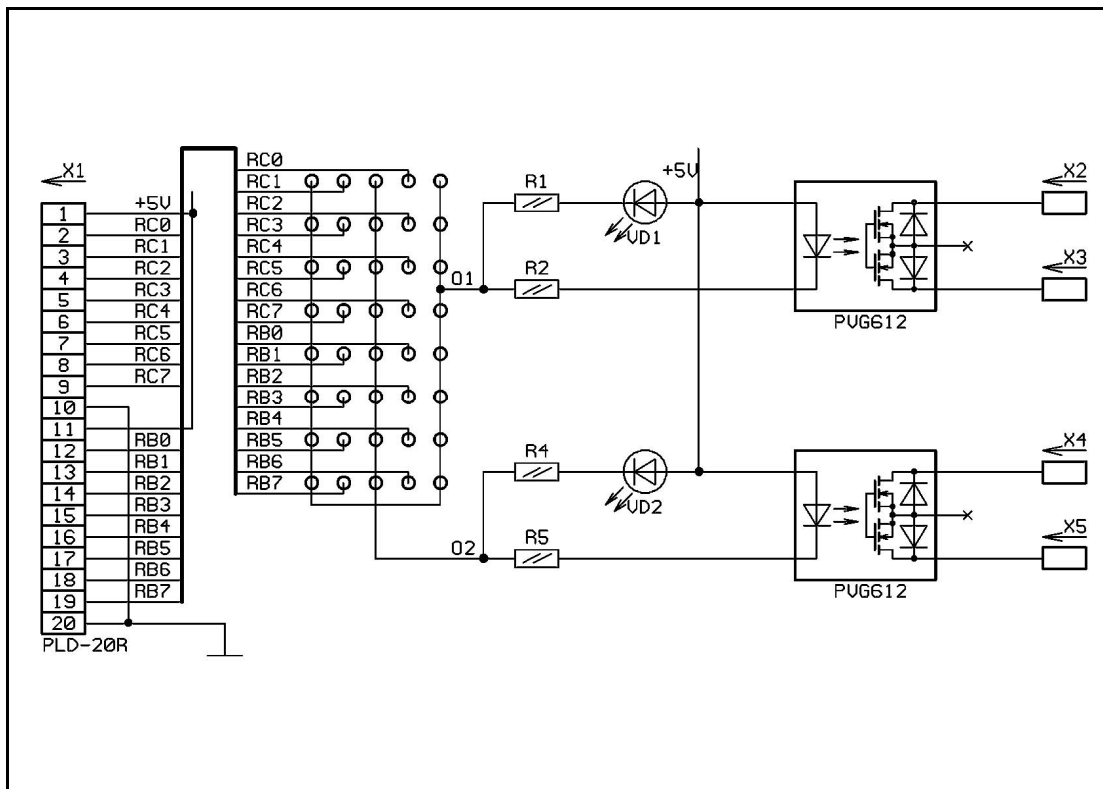 X1
1 +5V
2 RC0
3 RC1
4 RC2
5 RC3
6 RC4
7 RC5
8 RC6
9 RC7
10
11
12 RB0
13 RB1
14 RB2
15 RB3
16 RB4
17 RB5
18 RB6
19 RB7
20
PLD-20R
RC0
RC1
RC2
RC3
RC4
RC5
RC6
RC7
RB0
RB1
RB2
RB3
RB4
RB5
RB6
RB7
O1
O2
R1
R2
VD1
+5V
R4
R5
VD2
PVG612
X2
X3
PVG612
X4
X5